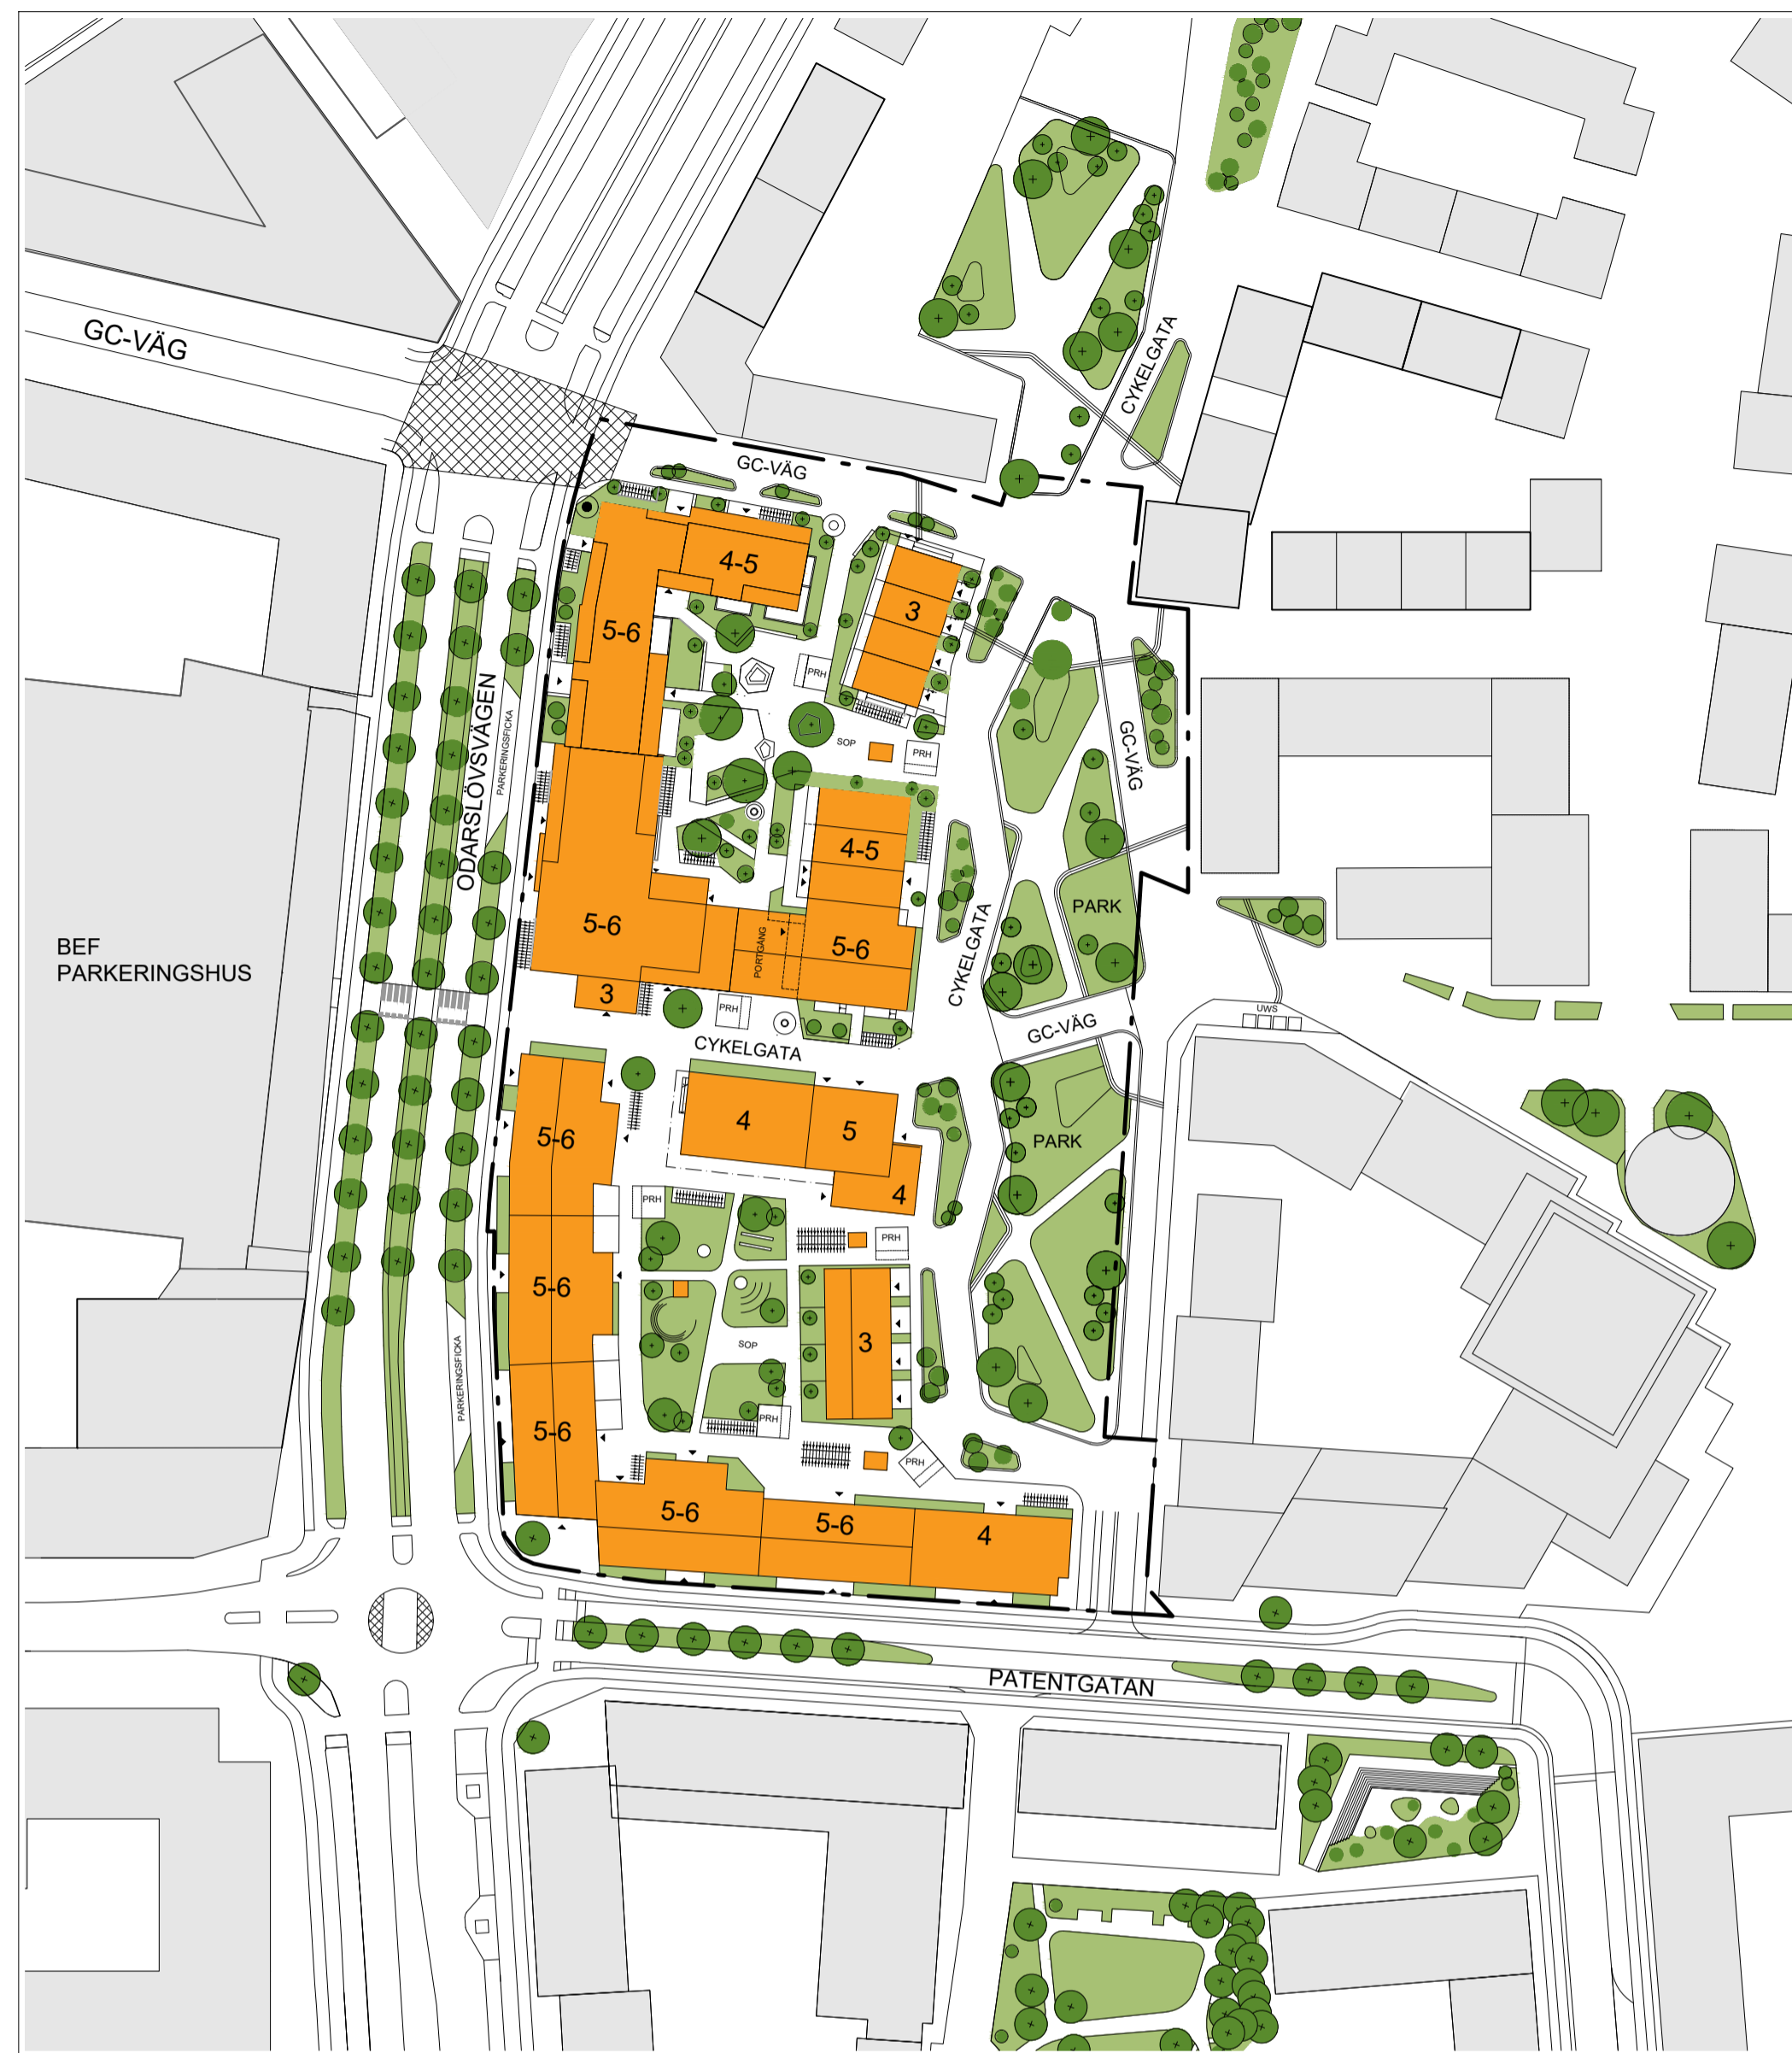 GC-VÄG
CYKELGATA
GC-VÄG
4-5
3
5-6
PRH
ODARSLÖVSVÄGEN
PARKERINGSFICKA
SOP
PRH
GC-VÄG
4-5
PARK
BEF
PARKERINGSHUS
5-6
PORTGÅNG
5-6
CYKELGATA
3
PRH
UWS
GC-VÄG
CYKELGATA
4
5
5-6
PARK
4
PRH
PRH
5-6
SOP
3
PARKERINGSFICKA
5-6
PRH
PRH
5-6
5-6
4
PATENTGATAN